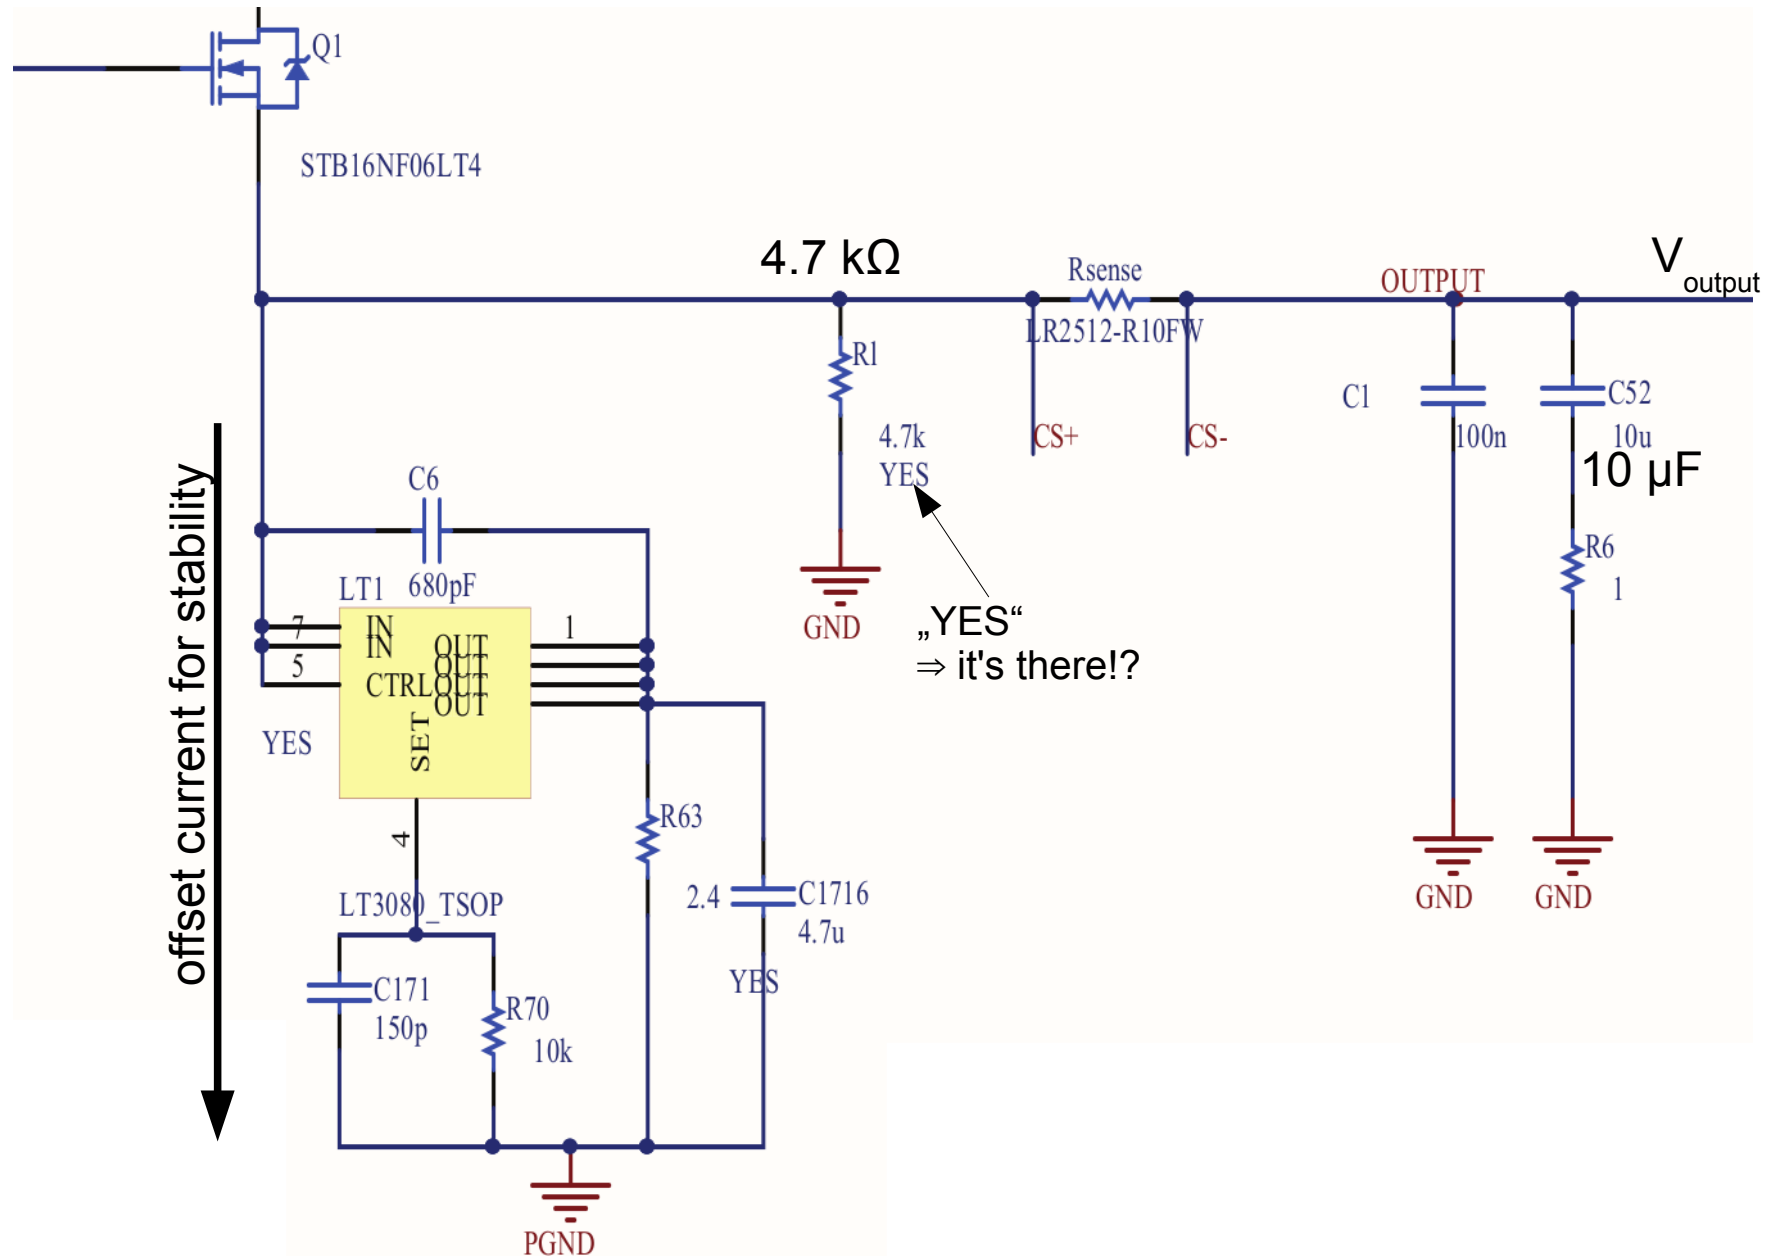 Q1
STB16NF06LT4
4.7 kΩ
Rsense
LR2512-R10FW
OUTPUT
V output
R1
4.7k
YES
CS+
CS-
C1
100n
C52
10u
10 µF
R6
1
„YES“
⇒ it's there!?
GND
GND
GND
offset current for stability
C6
680pF
LT1
7
5
IN
IN
CTRL
OUT
OUT
OUT
OUT
1
SET
YES
4
LT3080_TSOP
R63
2.4
C1716
4.7u
YES
C171
150p
R70
10k
PGND